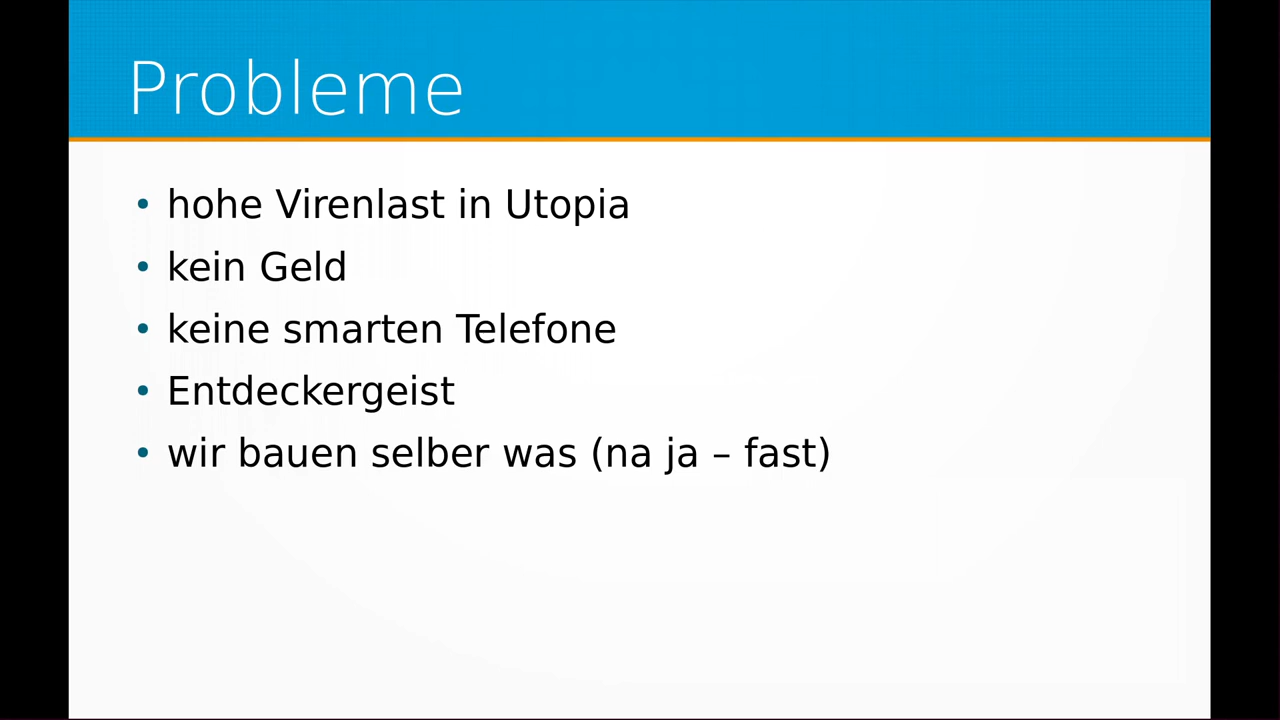 Probleme
• hohe Virenlast in Utopia
• kein Geld
• keine smarten Telefone
• Entdeckergeist
• wir bauen selber was (na ja – fast)